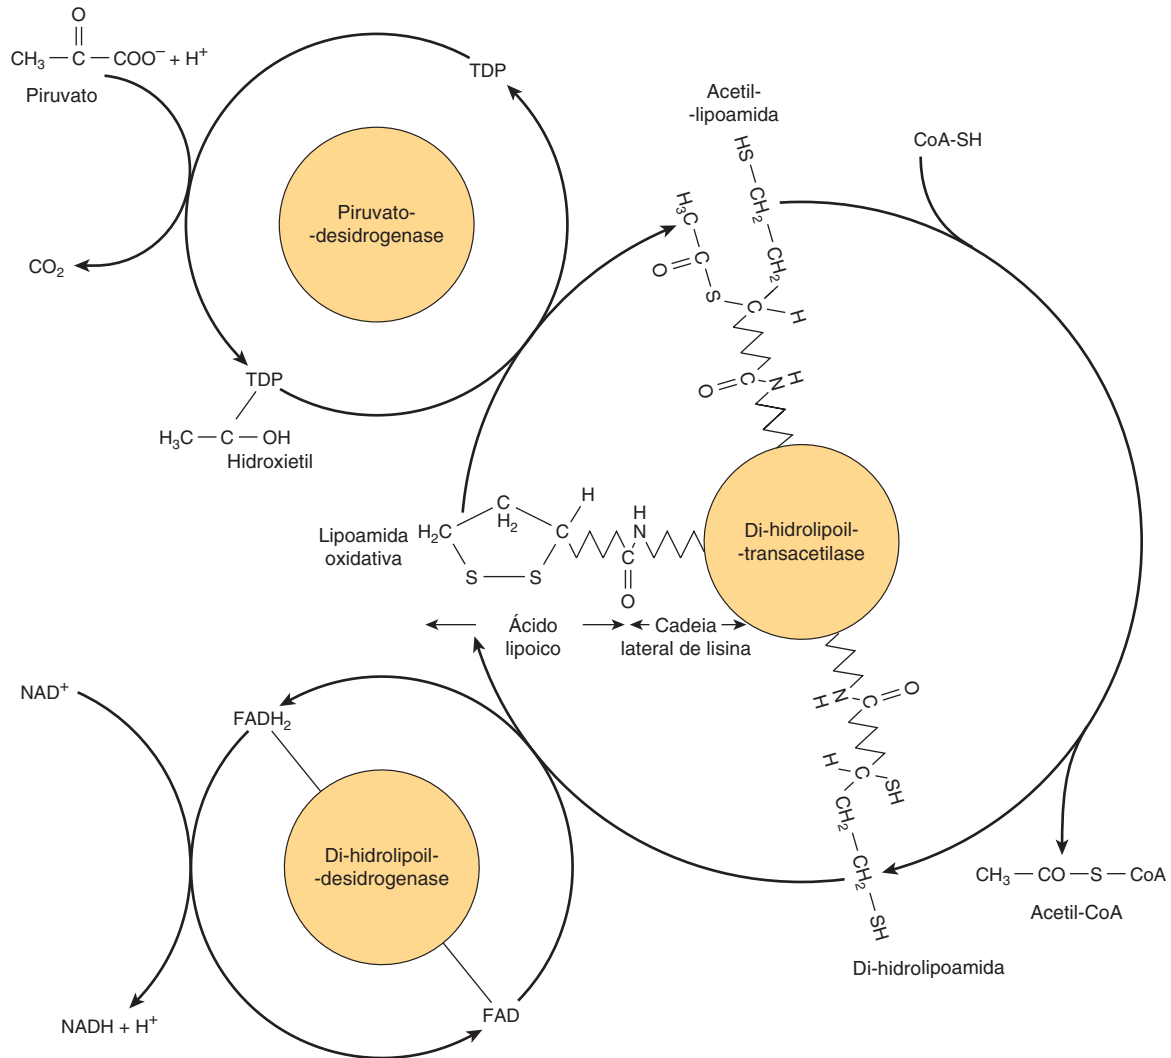 O
CH₃ — C — COO⁻ + H⁺
Piruvato
TDP
Piruvato-
-desidrogenase
CO₂
TDP
H₃C — C — OH
Hidroxietil
Acetil-
-lipoamida
HS
CH₂
CH₂
H₃C
C
O
S
C
H
O
C
N
H
CoA-SH
Lipoamida
oxidativa
H₂C
C
H₂
C
H
S — S
H
N
C
O
Ácido
lipoico
Cadeia
lateral de lisina
Di-hidrolipoil-
-transacetilase
H
N
C
O
H
C
SH
CH₂
CH₂
SH
Di-hidrolipoamida
CH₃ — CO — S — CoA
Acetil-CoA
NAD⁺
FADH₂
Di-hidrolipoil-
-desidrogenase
FAD
NADH + H⁺